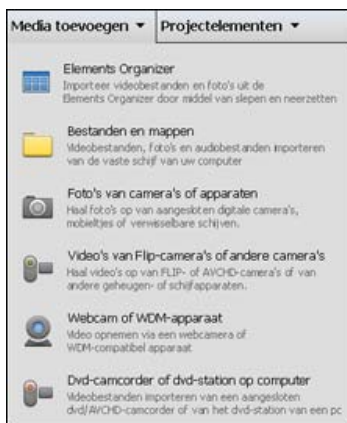 Media toevoegen ▼ Projectelementen ▼
Elements Organizer
Importeer videobestanden en foto's uit de
Elements Organizer door middel van slepen en neerzetten
Bestanden en mappen
Videobestanden, foto's en audiobestanden importeren
van de vaste schijf van uw computer
Foto's van camera's of apparaten
Haal foto's op van aangesloten digitale camera's,
mobieltjes of verwisselbare schijven.
Video's van Flip-camera's of andere camera's
Haal video's op van FLIP- of AVCHD-camera's of van
andere geheugen- of schijfapparaten.
Webcam of WDM-apparaat
Video opnemen via een webcamera of
WDM-compatibel apparaat
Dvd-camcorder of dvd-station op computer
Videobestanden importeren van een aangesloten
dvd/AVCHD-camcorder of van het dvd-station van een pc